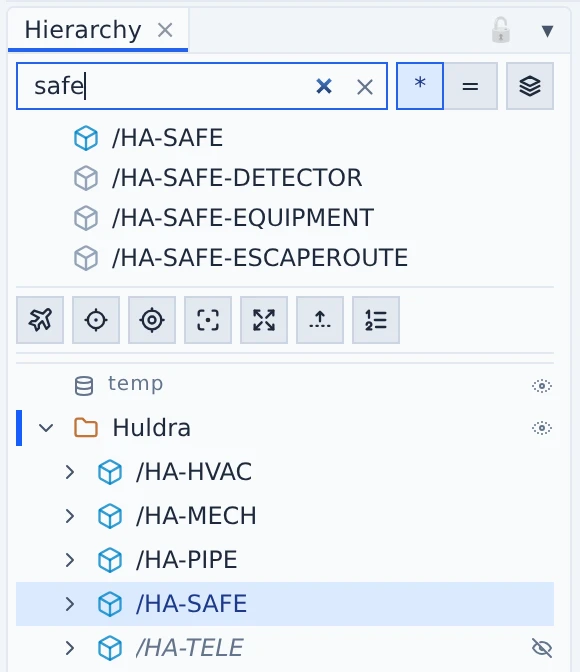 Hierarchy
safe
* =
/HA-SAFE
/HA-SAFE-DETECTOR
/HA-SAFE-EQUIPMENT
/HA-SAFE-ESCAPEROUTE
temp
Huldra
/HA-HVAC
/HA-MECH
/HA-PIPE
/HA-SAFE
/HA-TELE